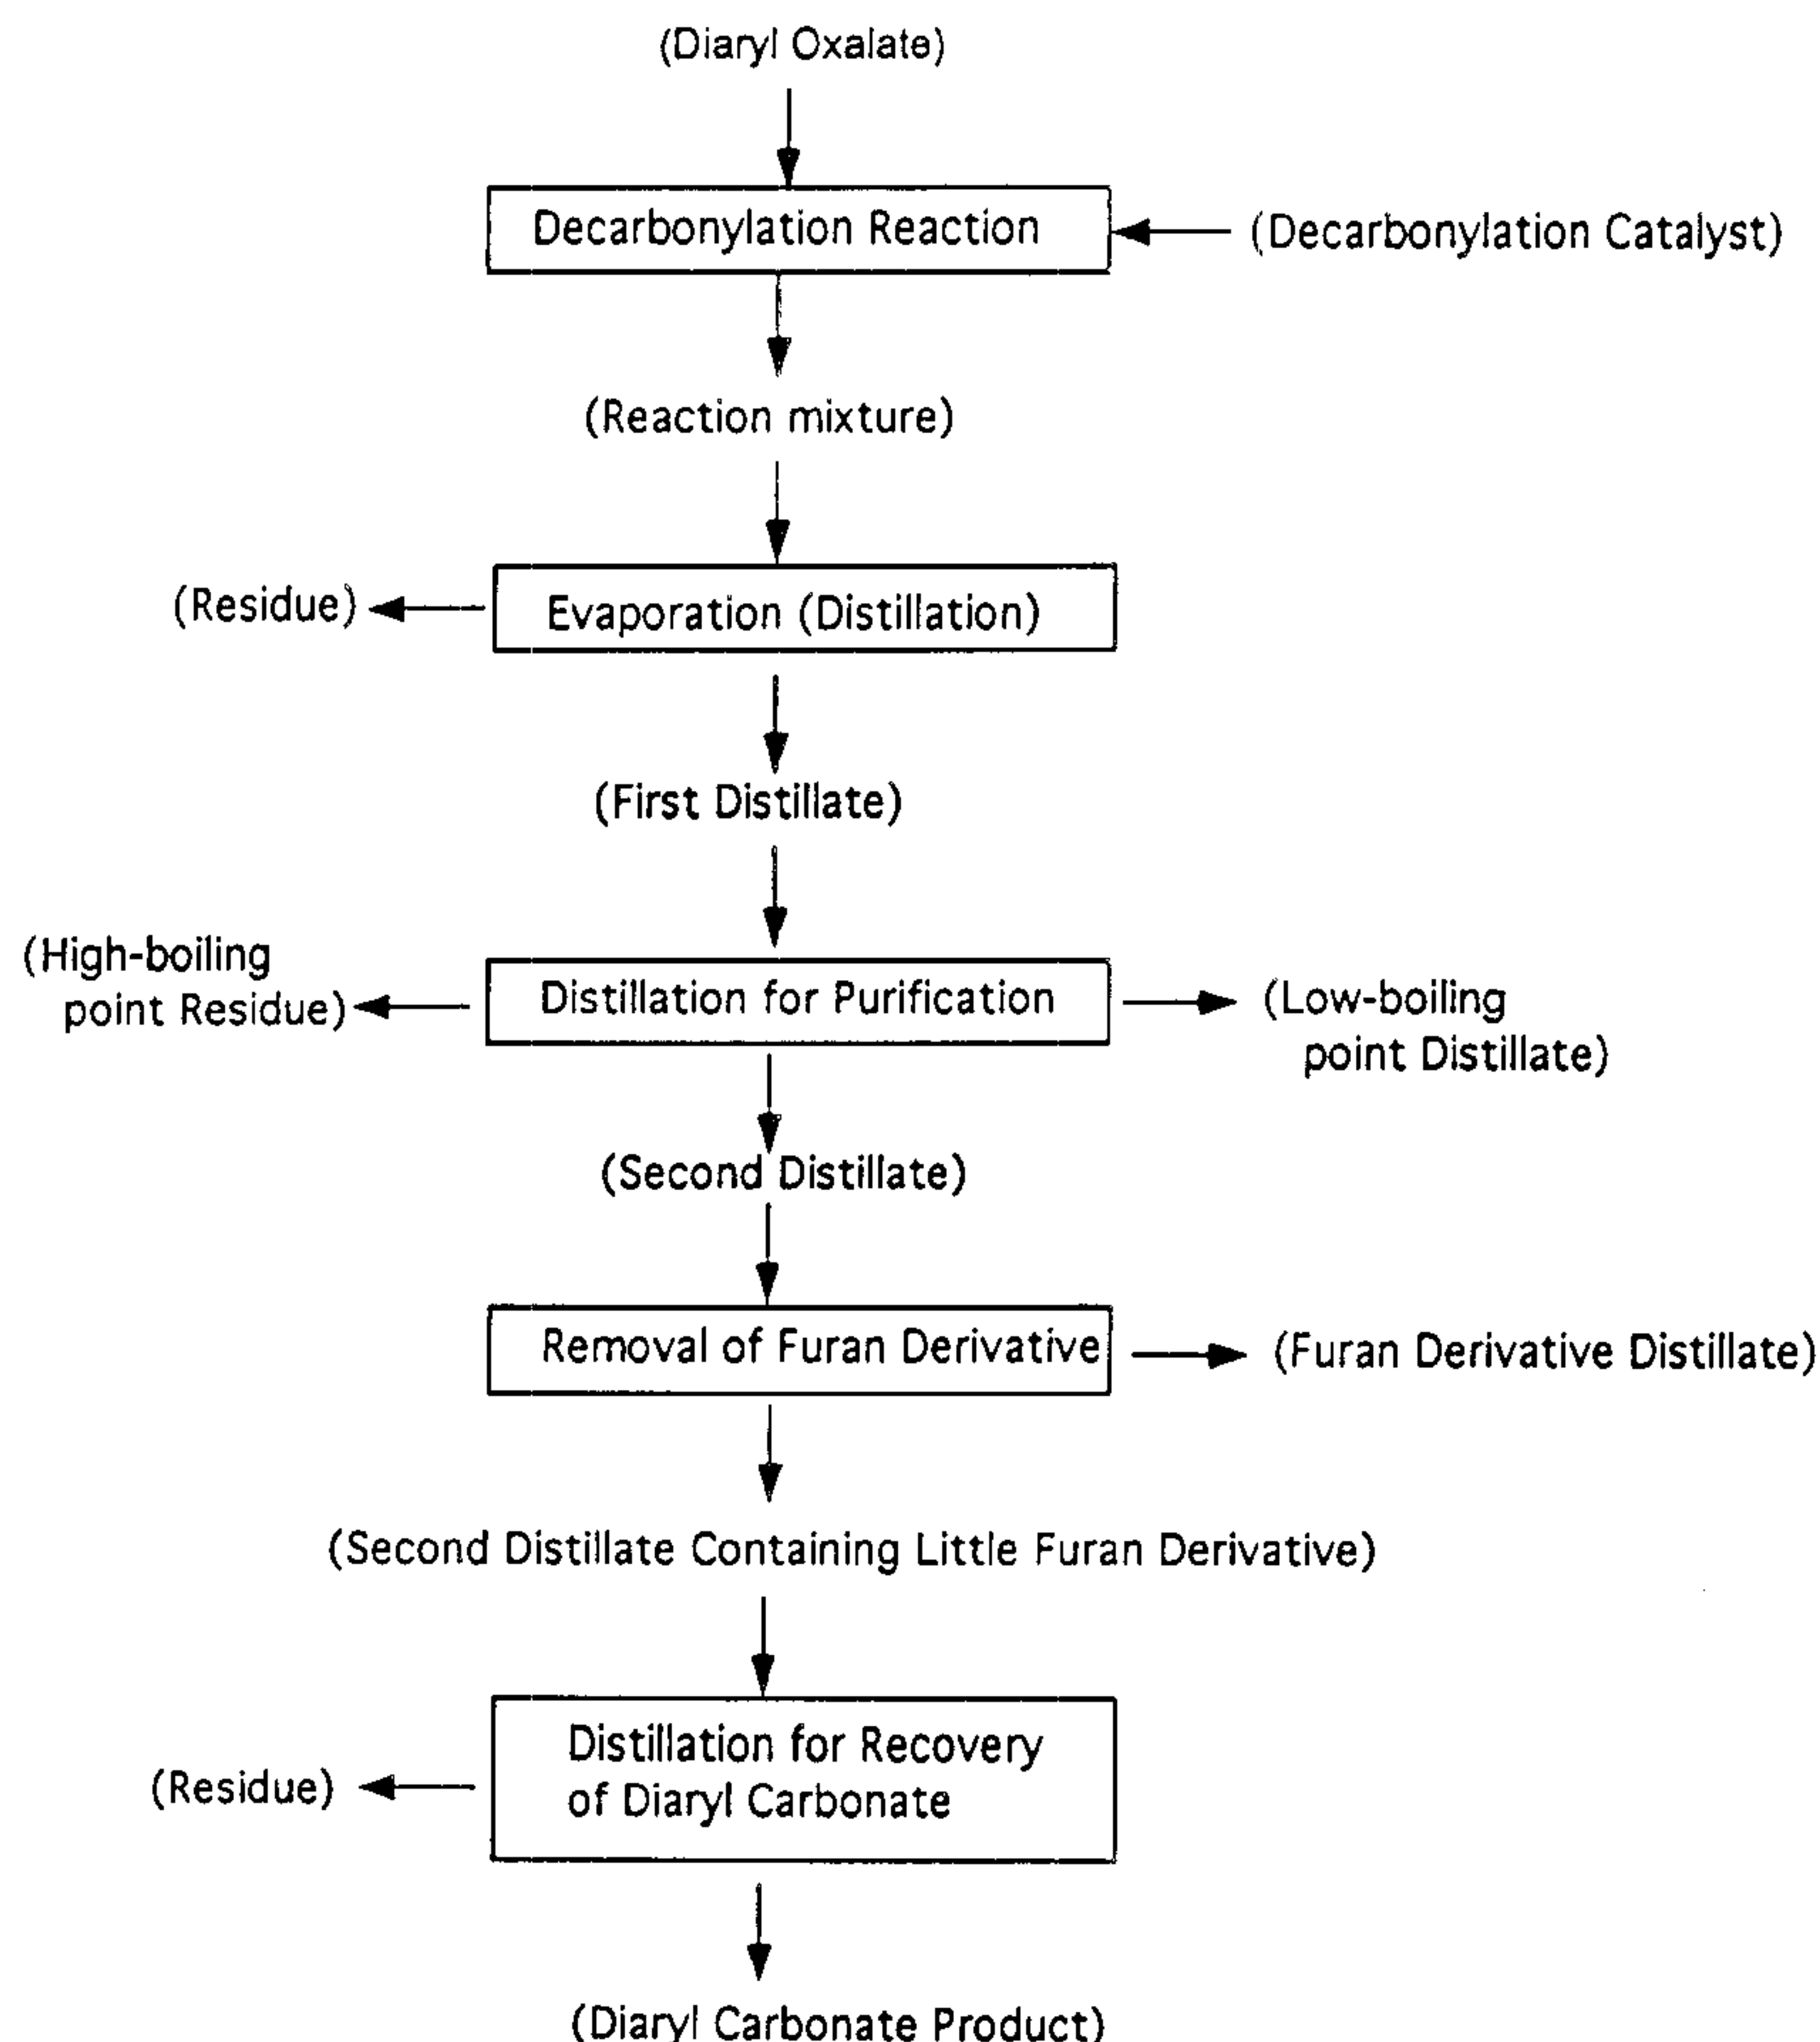 (Diaryl Oxalate)
Decarbonylation Reaction
(Decarbonylation Catalyst)
(Reaction mixture)
(Residue)
Evaporation (Distillation)
(First Distillate)
(High-boiling
point Residue)
Distillation for Purification
(Low-boiling
point Distillate)
(Second Distillate)
Removal of Furan Derivative
(Furan Derivative Distillate)
(Second Distillate Containing Little Furan Derivative)
Distillation for Recovery
of Diaryl Carbonate
(Residue)
(Diaryl Carbonate Product)